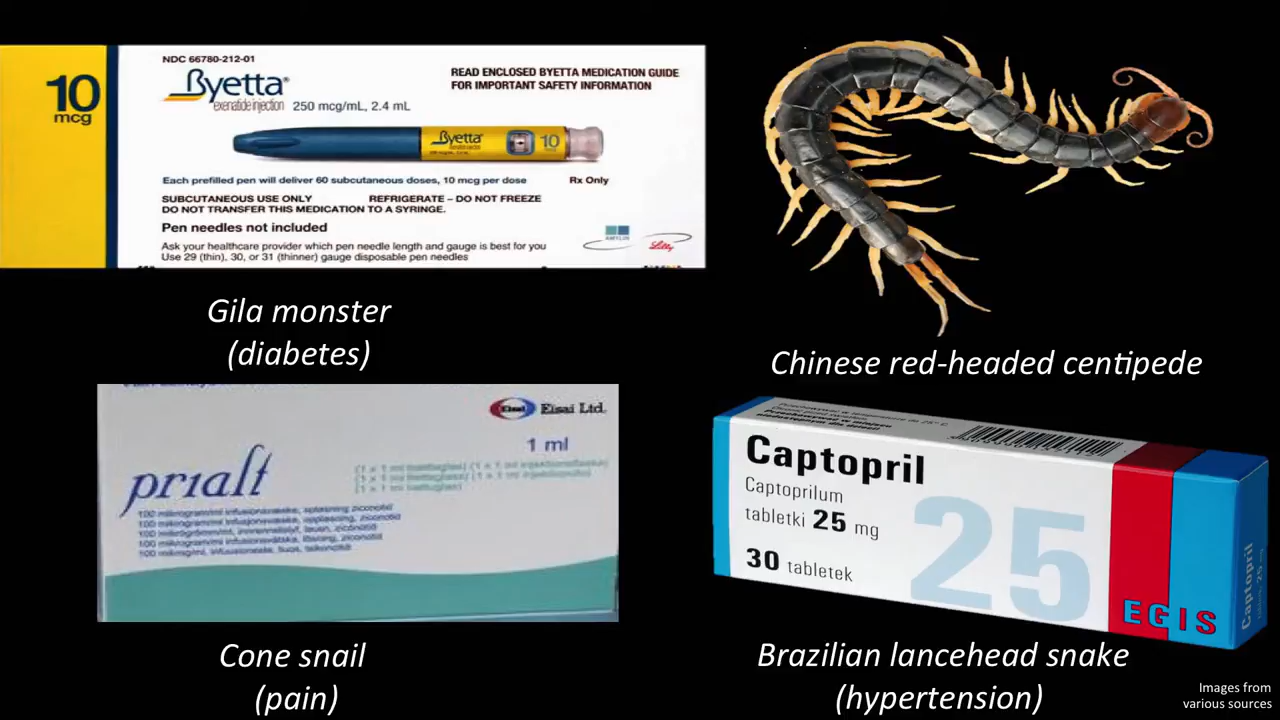 10
mcg
NDC 66780-212-01
Byetta®
exenatide injection 250 mcg/mL, 2.4 mL
READ ENCLOSED BYETTA MEDICATION GUIDE
FOR IMPORTANT SAFETY INFORMATION
Byetta
10
Each prefilled pen will deliver 60 subcutaneous doses, 10 mcg per dose Rx Only
SUBCUTANEOUS USE ONLY REFRIGERATE – DO NOT FREEZE
DO NOT TRANSFER THIS MEDICATION TO A SYRINGE.
Pen needles not included
Ask your healthcare provider which pen needle length and gauge is best for you
Use 29 (thin), 30, or 31 (thinner) gauge disposable pen needles
AMYLIN
Lilly
Gila monster
(diabetes)
Chinese red-headed centipede
Eisai Eisai Ltd.
1 ml
prialt
Cone snail
(pain)
Captopril
Captoprilum
tabletki 25 mg
30 tabletek
25
EGIS
Captopril
Brazilian lancehead snake
(hypertension)
Images from
various sources